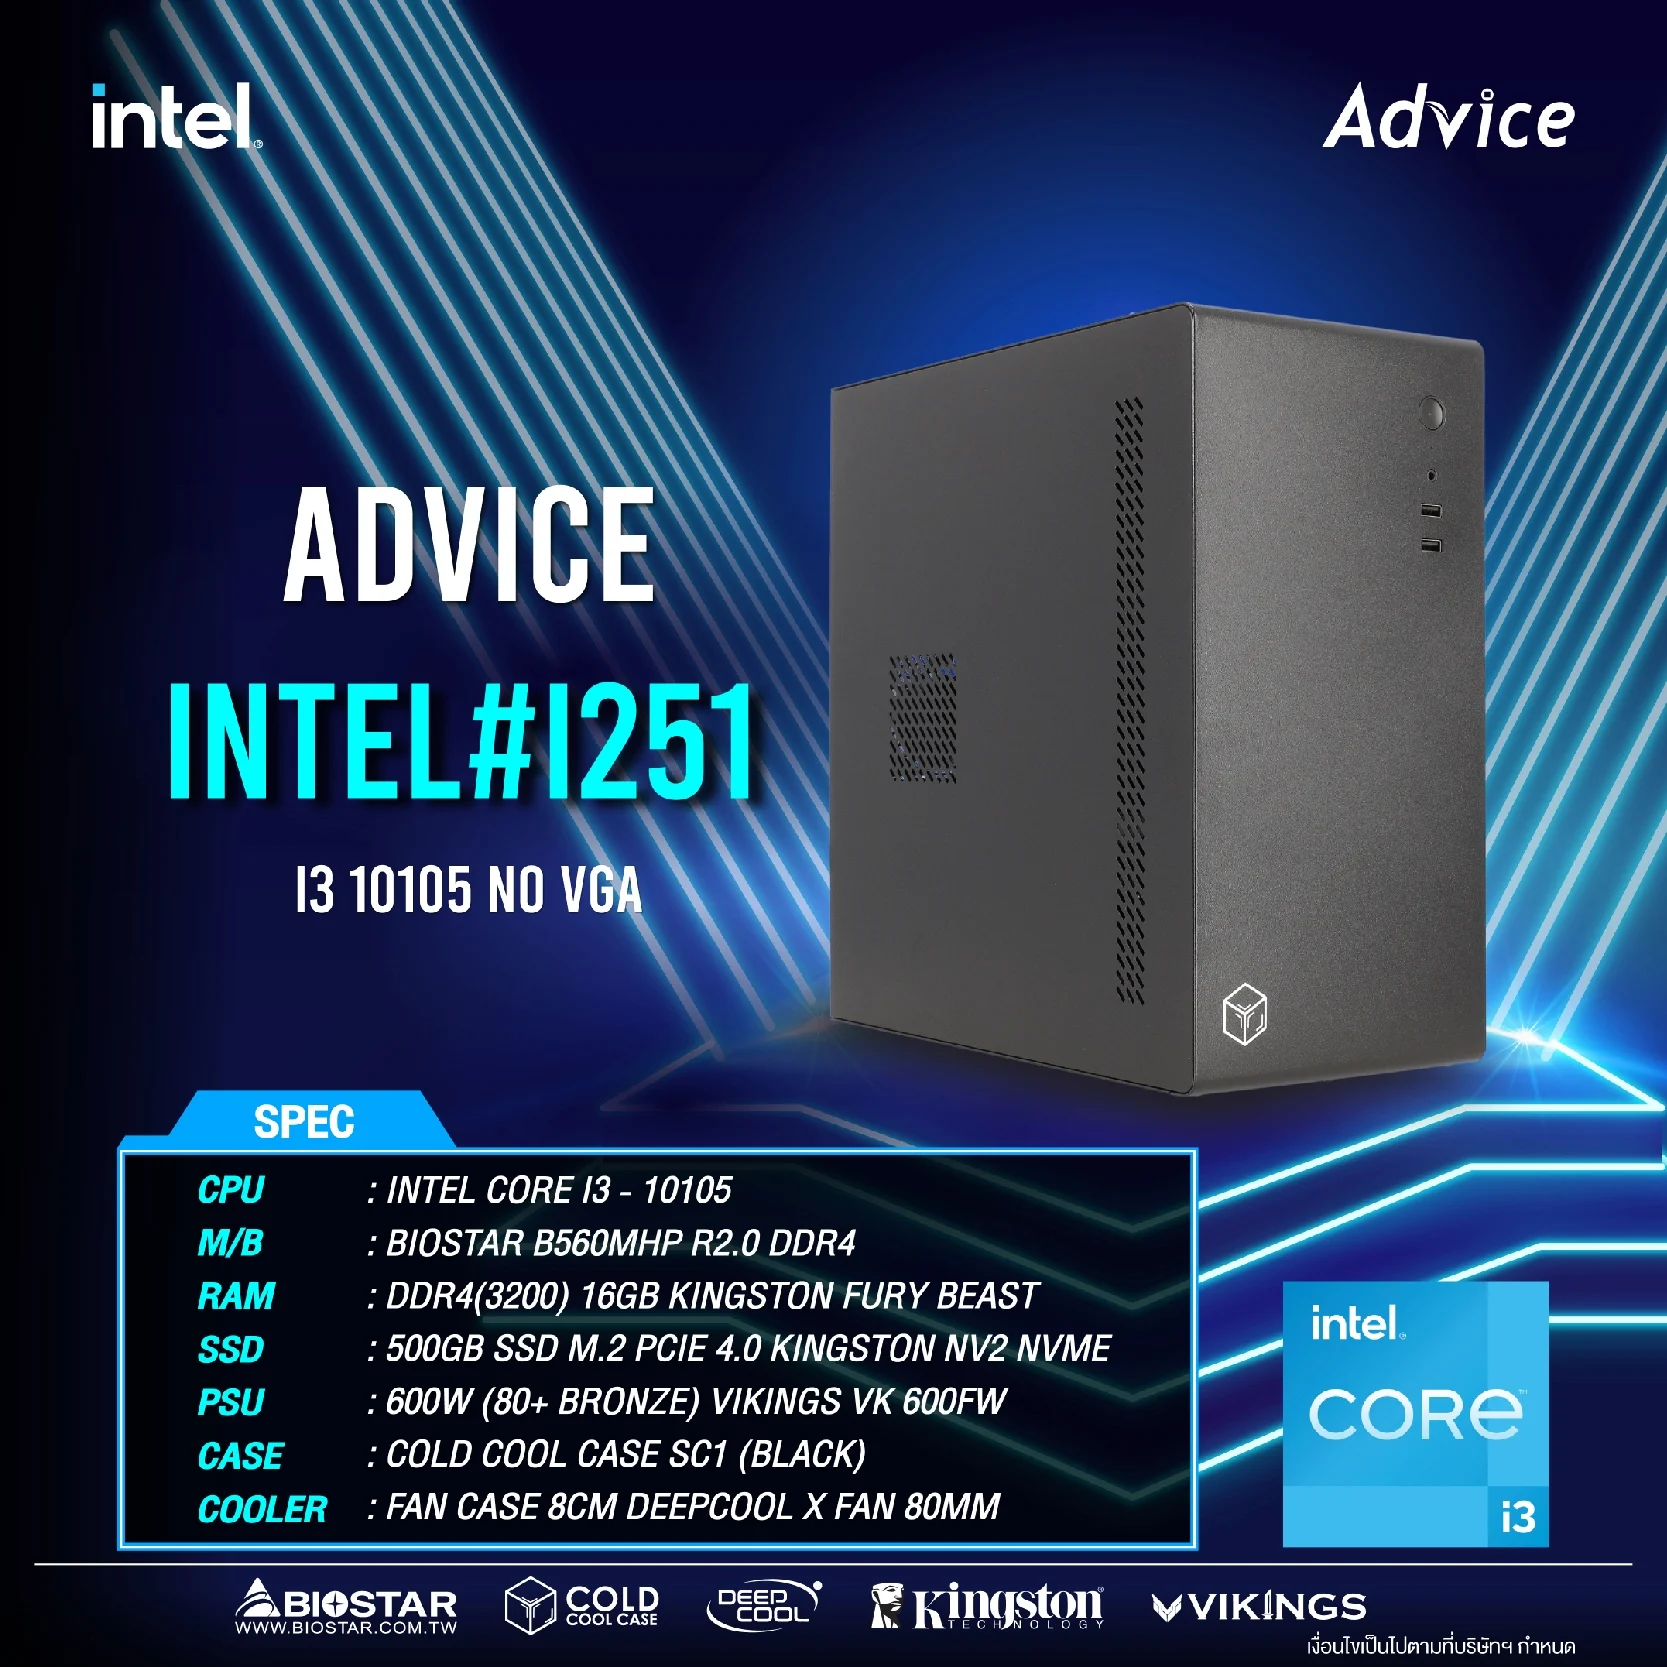 intel®
Advice
ADVICE
INTEL#I251
I3 10105 NO VGA
SPEC
CPU : INTEL CORE I3 - 10105
M/B : BIOSTAR B560MHP R2.0 DDR4
RAM : DDR4(3200) 16GB KINGSTON FURY BEAST
SSD : 500GB SSD M.2 PCIE 4.0 KINGSTON NV2 NVME
PSU : 600W (80+ BRONZE) VIKINGS VK 600FW
CASE : COLD COOL CASE SC1 (BLACK)
COOLER : FAN CASE 8CM DEEPCOOL X FAN 80MM
intel®
CORE™
i3
BIOSTAR
WWW.BIOSTAR.COM.TW
COLD
COOL CASE
DEEP
COOL
Kingston®
TECHNOLOGY
VIKINGS
เงื่อนไขเป็นไปตามที่บริษัทฯ กำหนด